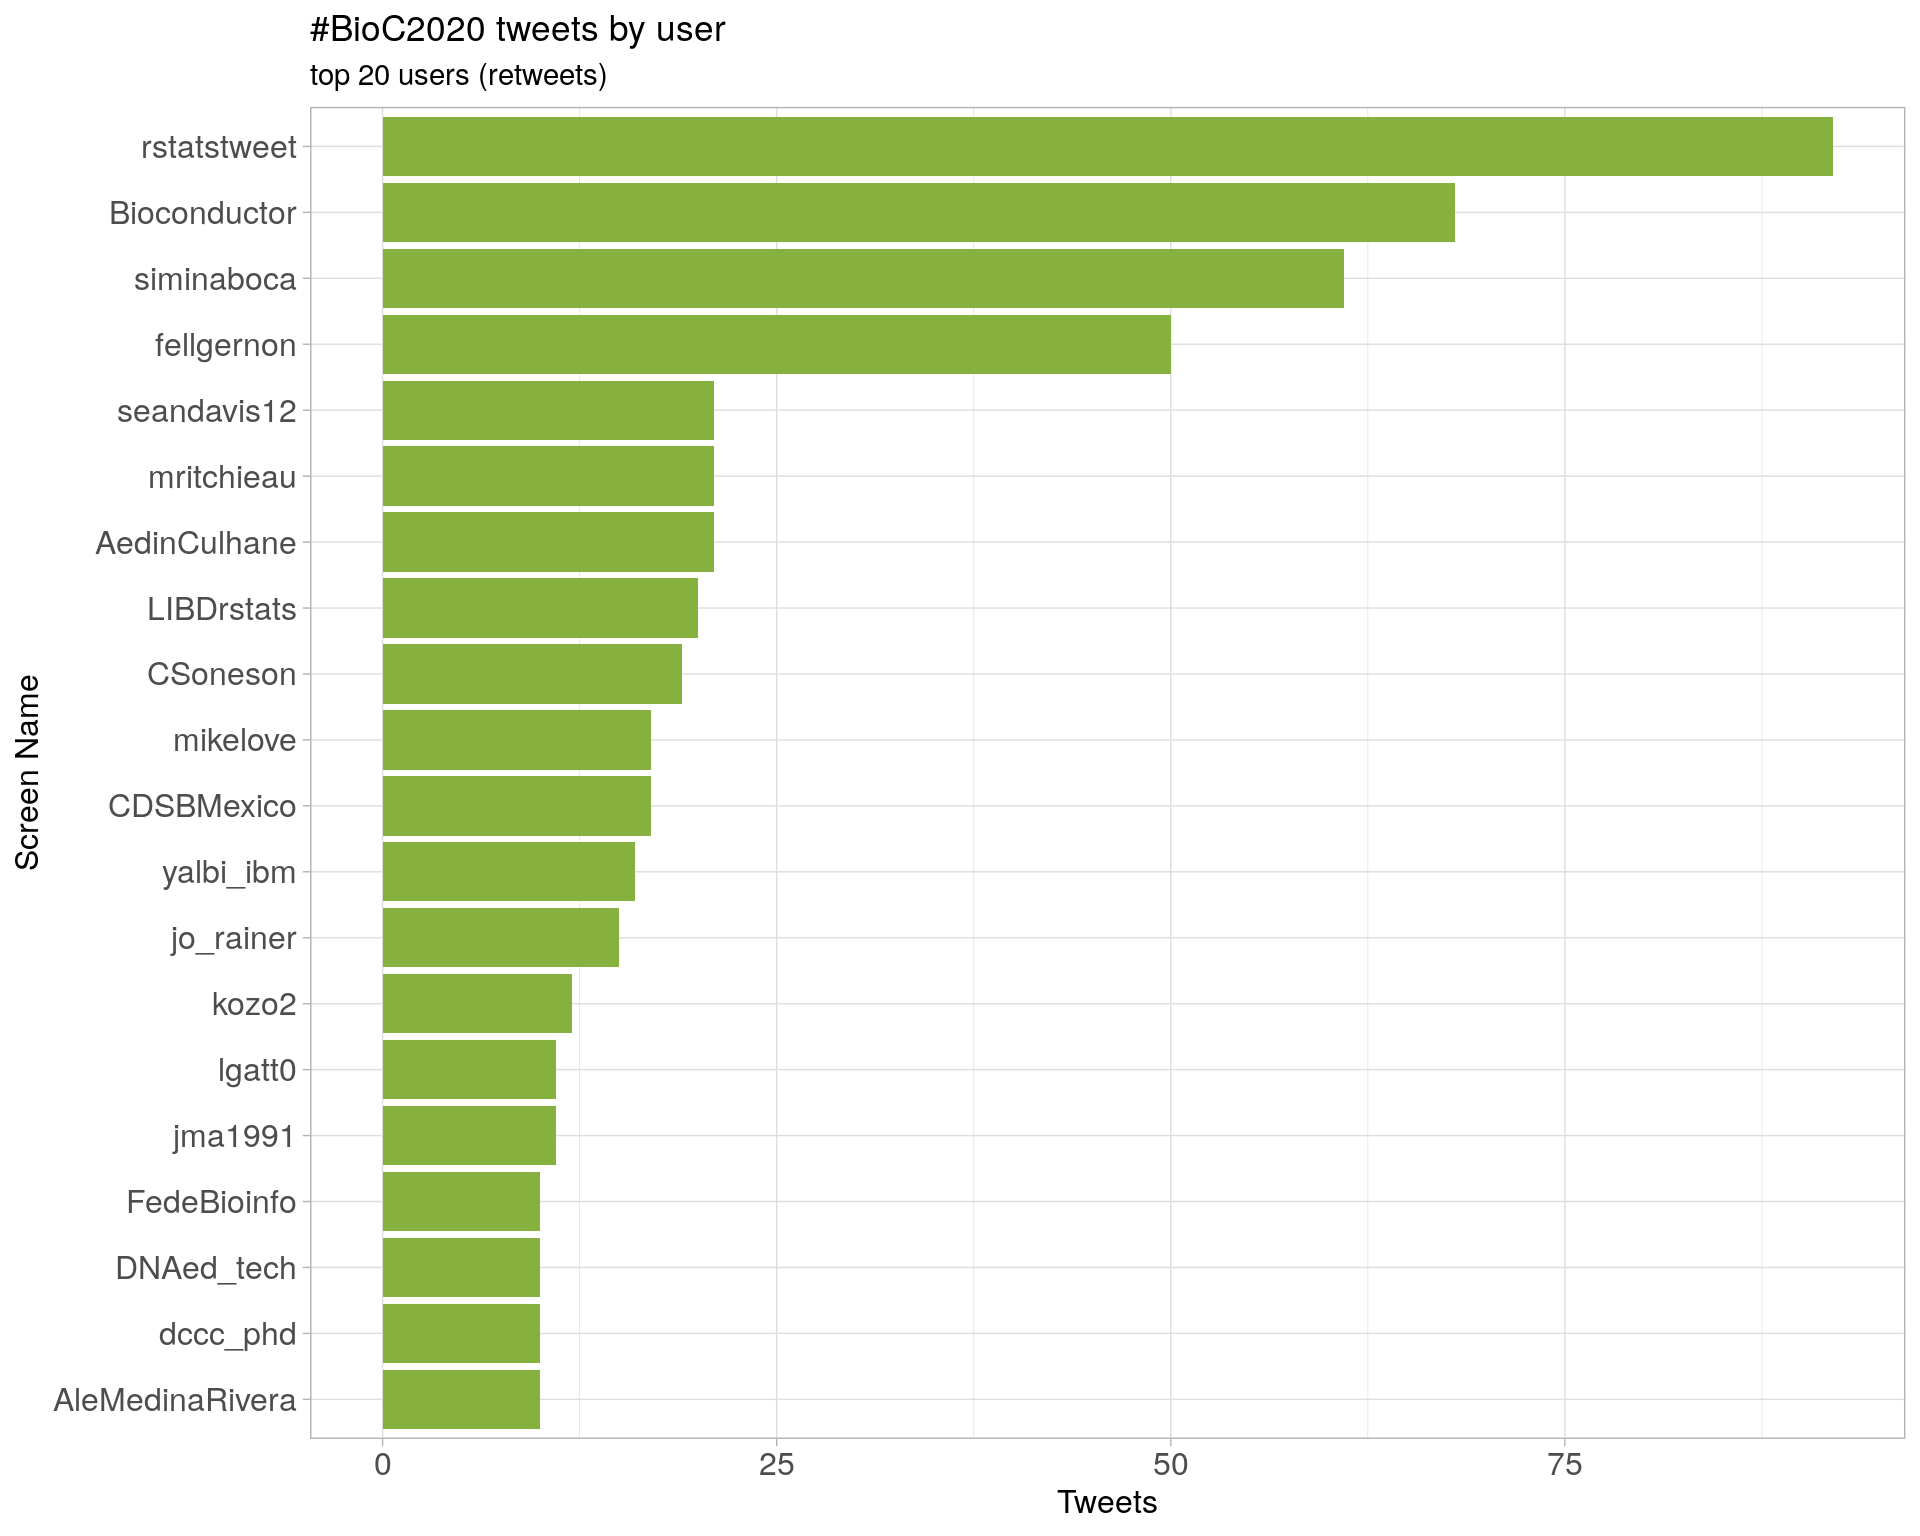 #BioC2020 tweets by user
top 20 users (retweets)
Screen Name
rstatstweet
Bioconductor
siminaboca
fellgernon
seandavis12
mritchieau
AedinCulhane
LIBDrstats
CSoneson
mikelove
CDSBMexico
yalbi_ibm
jo_rainer
kozo2
lgatt0
jma1991
FedeBioinfo
DNAed_tech
dccc_phd
AleMedinaRivera
0 25 50 75
Tweets